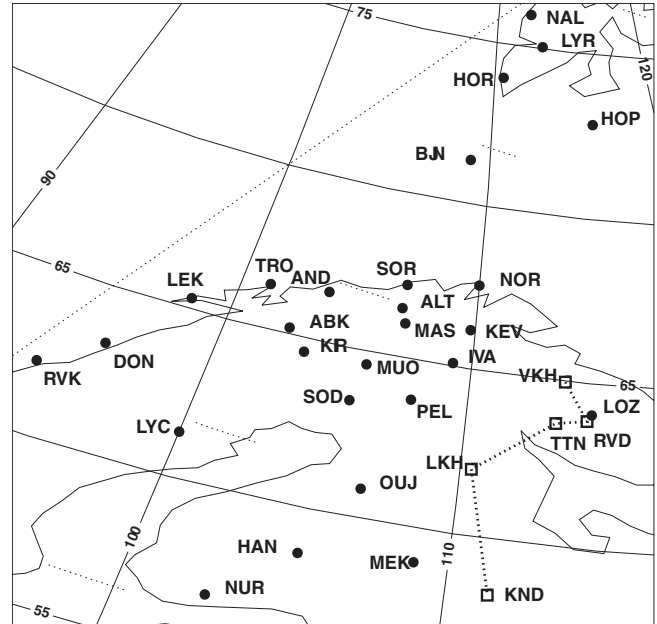 75
NAL
LYR
120
HOR
HOP
BJN
90
65
LEK
TRO
AND
SOR
NOR
ALT
ABK
MAS
KEV
KIR
IVA
DON
MUO
VKH
65
RVK
SOD
PEL
LOZ
LYC
TTN
RVD
LKH
OUJ
100
110
HAN
MEK
NUR
KND
55